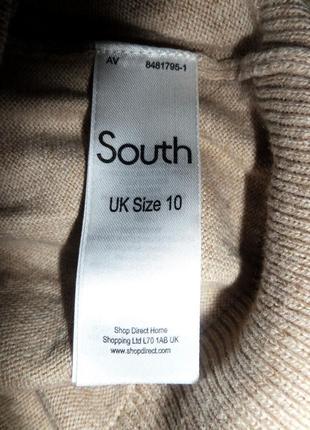 AV 8481795-1
South
UK Size 10
Shop Direct Home
Shopping Ltd L70 1AB UK
www.shopdirect.com